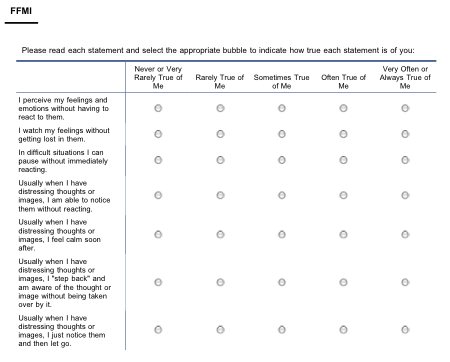 FFMI
Please read each statement and select the appropriate bubble to indicate how true each statement is of you:
Never or Very Rarely True of Me
Rarely True of Me
Sometimes True of Me
Often True of Me
Very Often or Always True of Me
I perceive my feelings and
emotions without having to
react to them.
I watch my feelings without
getting lost in them.
In difficult situations I can
pause without immediately
reacting.
Usually when I have
distressing thoughts or
images, I am able to notice
them without reacting.
Usually when I have
distressing thoughts or
images, I feel calm soon
after.
Usually when I have
distressing thoughts or
images, I "step back" and
am aware of the thought or
image without being taken
over by it.
Usually when I have
distressing thoughts or
images, I just notice them
and then let go.